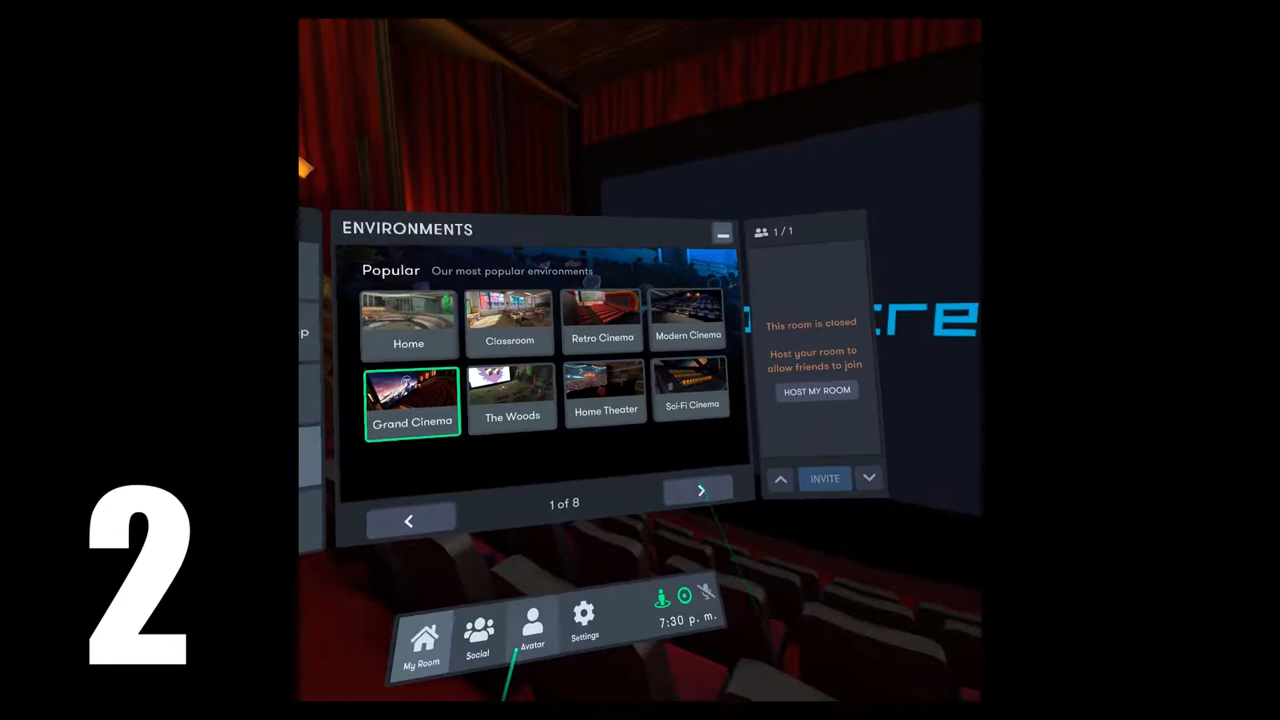 ENVIRONMENTS
Popular Our most popular environments
Home
Classroom
Retro Cinema
Modern Cinema
Grand Cinema
The Woods
Home Theater
Sci-Fi Cinema
1 of 8
1 / 1
This room is closed
Host your room to
allow friends to join
HOST MY ROOM
INVITE
cre
p
2
My Room
Social
Avatar
Settings
7:30 p. m.